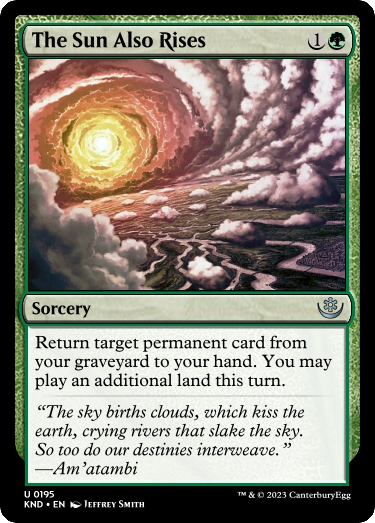 The Sun Also Rises 1
Sorcery
Return target permanent card from
your graveyard to your hand. You may
play an additional land this turn.
“The sky births clouds, which kiss the
earth, crying rivers that slake the sky.
So too do our destinies interweave.”
—Am’atambi
U 0195
KND • EN Jeffrey Smith
™ & © 2023 CanterburyEgg